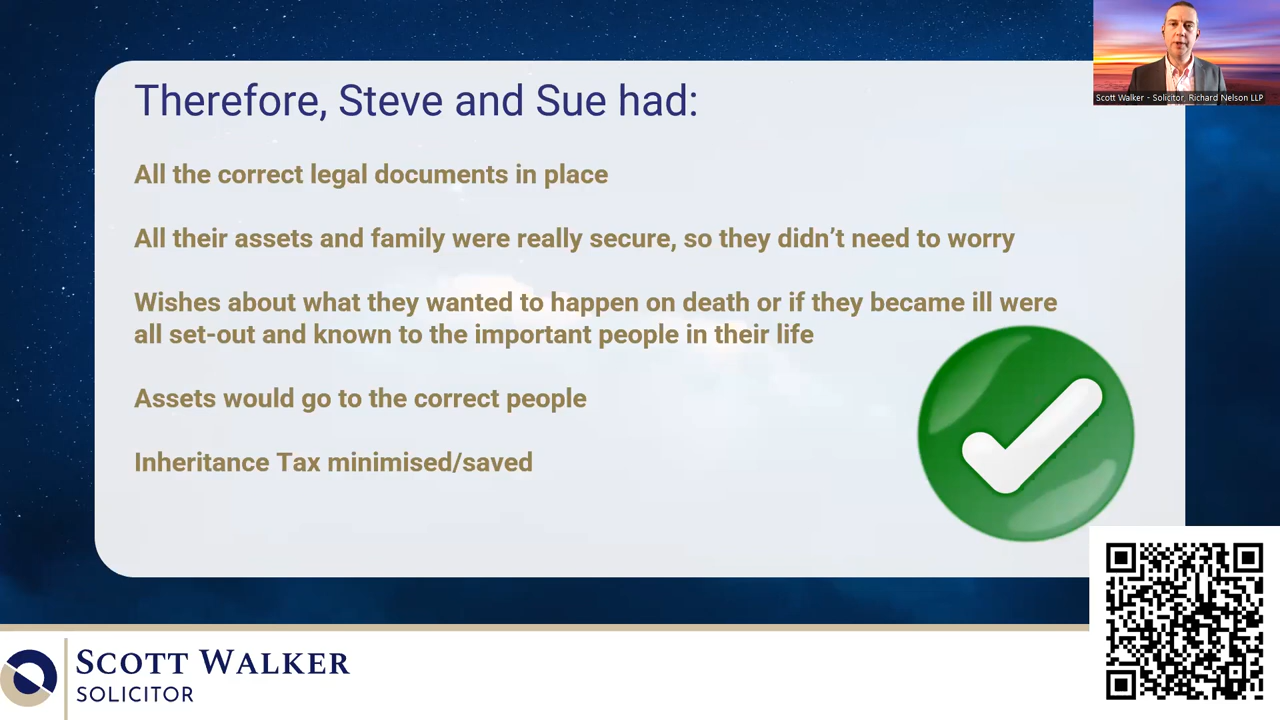 Therefore, Steve and Sue had:
Scott Walker - Solicitor, Richard Nelson LLP
All the correct legal documents in place
All their assets and family were really secure, so they didn’t need to worry
Wishes about what they wanted to happen on death or if they became ill were
all set-out and known to the important people in their life
Assets would go to the correct people
Inheritance Tax minimised/saved
SCOTT WALKER
SOLICITOR